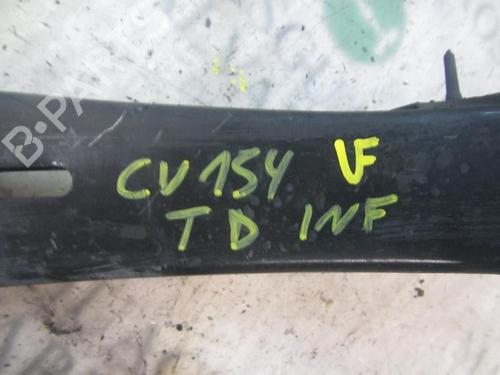 B-PARTS
CV154 VF
TD INF